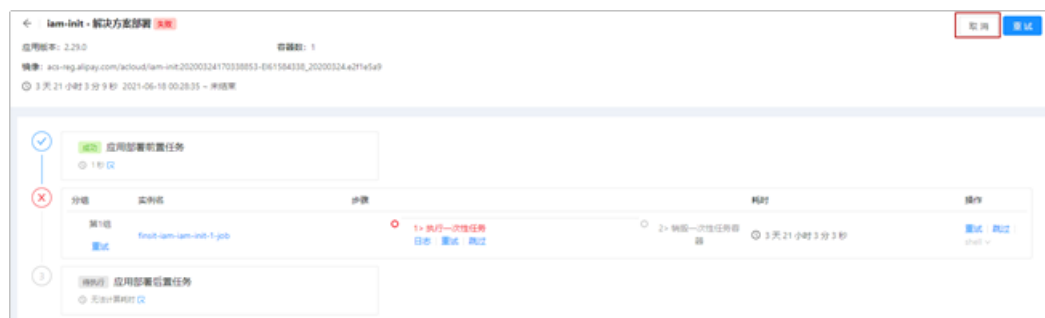 ← iam-init - 解决方案部署 失败
取消 重试
应用版本: 2.29.0 容器数: 1
镜像: acs-reg.alipay.com/acloud/iam-init:20200324170338853-EI61584338_20200324.e2f1e5a9
3 天 21 小时 3 分 9 秒 2021-06-18 00:28:35 ~ 未结束
成功 应用部署前置任务
1 秒
分组 实例名 步骤 耗时 操作
第1组
重试
finsit-iam-iam-init-1-job
1> 执行一次性任务
日志 重试 跳过
2> 销毁一次性任务容
器
3 天 21 小时 3 分 3 秒
重试 跳过
shell
3
待执行 应用部署后置任务
无法计算耗时